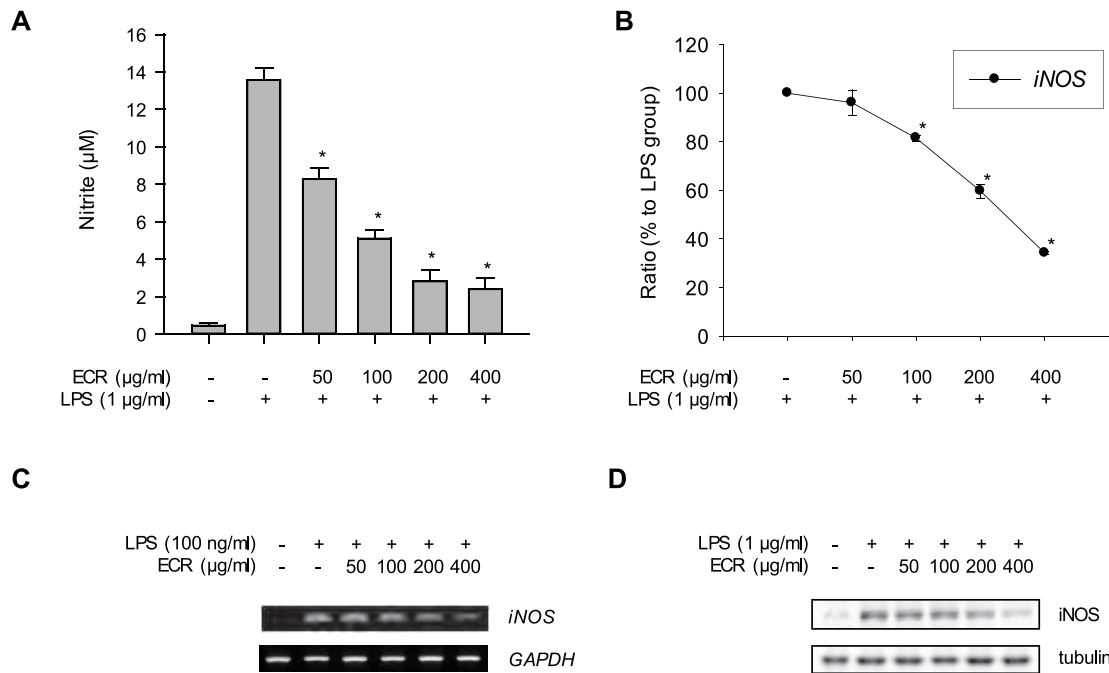 A
Nitrite (µM)
16
14
12
10
8
6
4
2
0
* * * *
ECR (µg/ml) - - 50 100 200 400
LPS (1 µg/ml) - + + + + +
B
Ratio (% to LPS group)
120
100
80
60
40
20
0
iNOS
* * *
ECR (µg/ml) - 50 100 200 400
LPS (1 µg/ml) + + + + +
C
LPS (100 ng/ml) - + + + + +
ECR (µg/ml) - - 50 100 200 400
iNOS
GAPDH
D
LPS (1 µg/ml) - + + + + +
ECR (µg/ml) - - 50 100 200 400
iNOS
tubulin